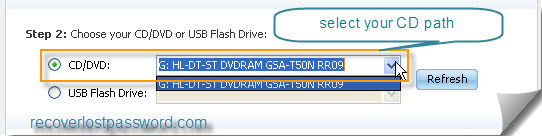 select your CD path
Step 2: Choose your CD/DVD or USB Flash Drive:
CD/DVD:
G: HL-DT-ST DVDRAM GSA-T50N RR09
G: HL-DT-ST DVDRAM GSA-T50N RR09
Refresh
USB Flash Drive:
recoverlostpassword.com